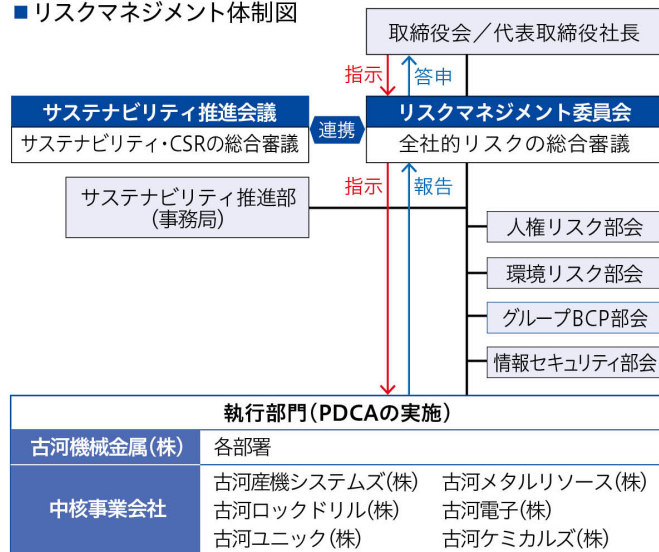 ■リスクマネジメント体制図
取締役会／代表取締役社長
指示
答申
サステナビリティ推進会議
サステナビリティ・CSRの総合審議
連携
リスクマネジメント委員会
全社的リスクの総合審議
指示
報告
サステナビリティ推進部
(事務局)
人権リスク部会
環境リスク部会
グループBCP部会
情報セキュリティ部会
執行部門(PDCAの実施)
古河機械金属(株)
各部署
中核事業会社
古河産機システムズ(株)　古河メタルリソース(株)
古河ロックドリル(株)　古河電子(株)
古河ユニック(株)　古河ケミカルズ(株)